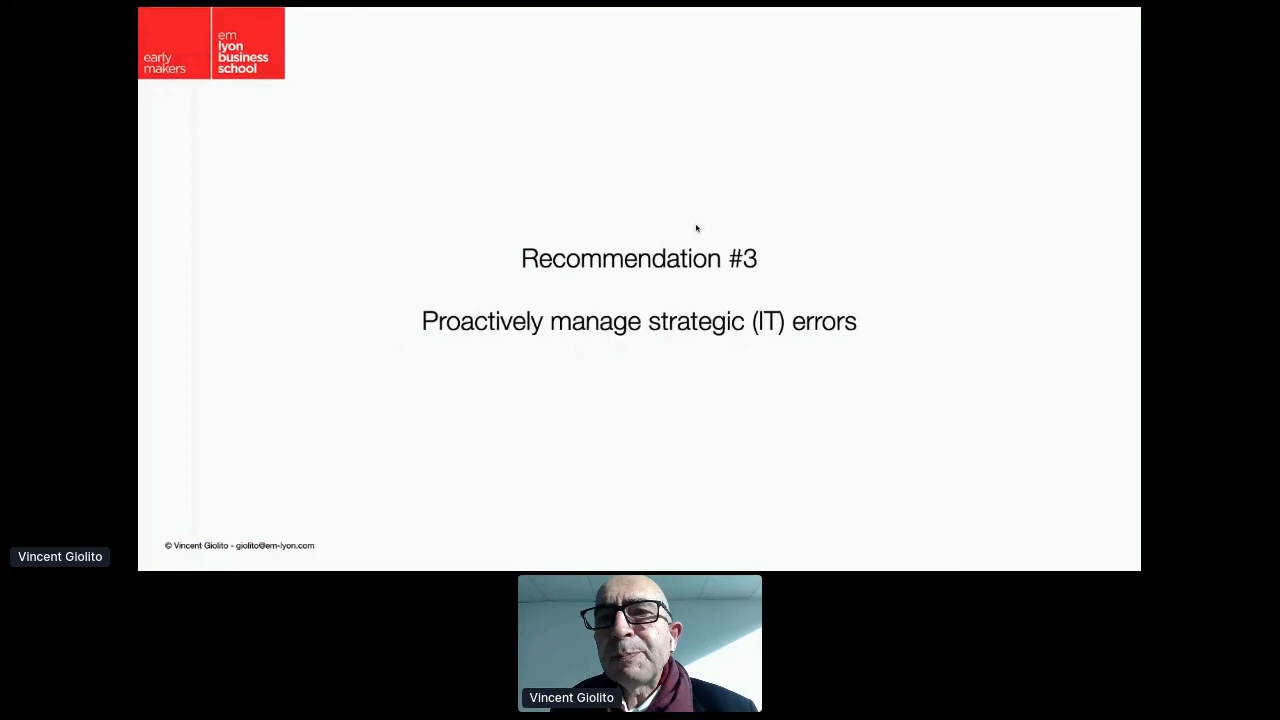 early
makers
em
lyon
business
school
Recommendation #3
Proactively manage strategic (IT) errors
© Vincent Giolito - giolito@em-lyon.com
Vincent Giolito
Vincent Giolito